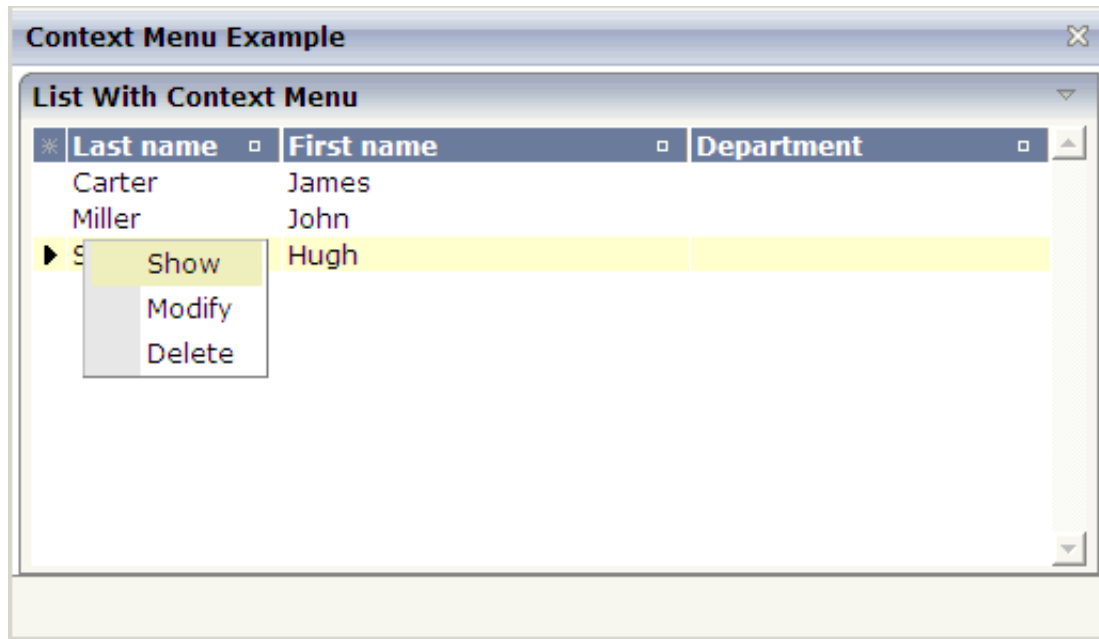 Context Menu Example
List With Context Menu
Last name First name Department
Carter James
Miller John
Hugh
Show
Modify
Delete